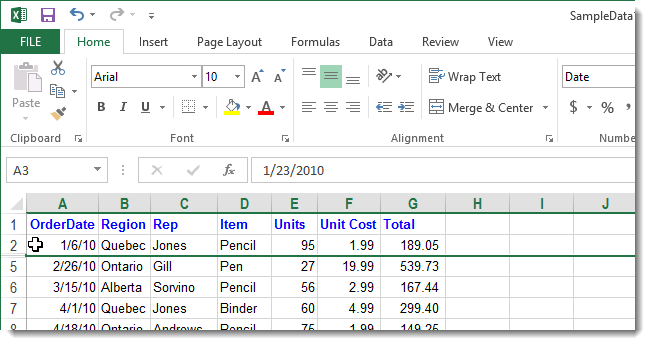 SampleData
FILE Home Insert Page Layout Formulas Data Review View
Arial 10 A A Wrap Text Date
Paste B I U A Merge & Center $ %
Clipboard Font Alignment Numbe
A3 fx 1/23/2010
A B C D E F G H I J
1 OrderDate Region Rep Item Units Unit Cost Total
2 1/6/10 Quebec Jones Pencil 95 1.99 189.05
5 2/26/10 Ontario Gill Pen 27 19.99 539.73
6 3/15/10 Alberta Sorvino Pencil 56 2.99 167.44
7 4/1/10 Quebec Jones Binder 60 4.99 299.40
8 4/18/10 Ontario Andrews Pencil 75 1.99 149.25